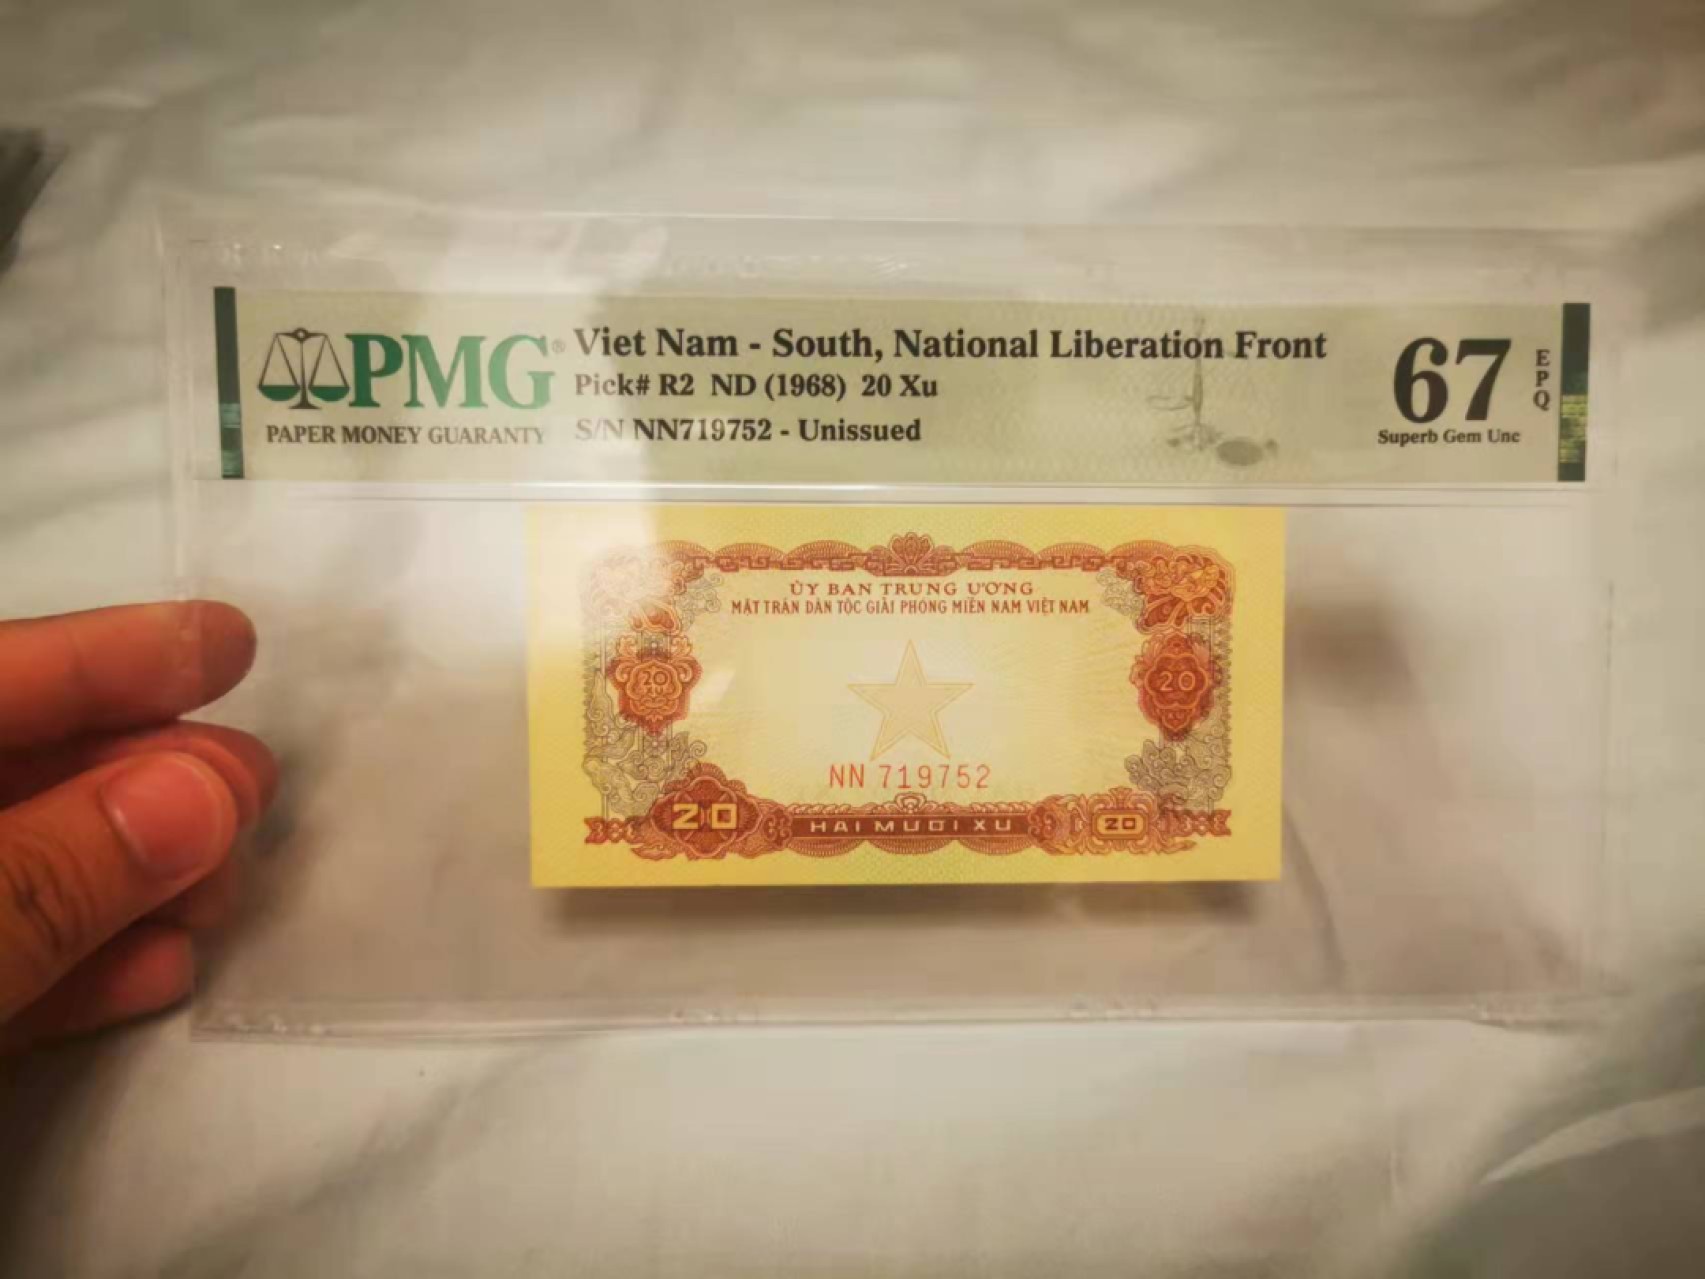 PMG®
PAPER MONEY GUARANTY
Viet Nam - South, National Liberation Front
Pick# R2 ND (1968) 20 Xu
S/N NN719752 - Unissued
67
EPQ
Superb Gem Unc
ỦY BAN TRUNG ƯƠNG
MẶT TRẬN DÂN TỘC GIẢI PHÓNG MIỀN NAM VIỆT NAM
20
XU
20
NN 719752
20
HAI MƯƠI XU
20